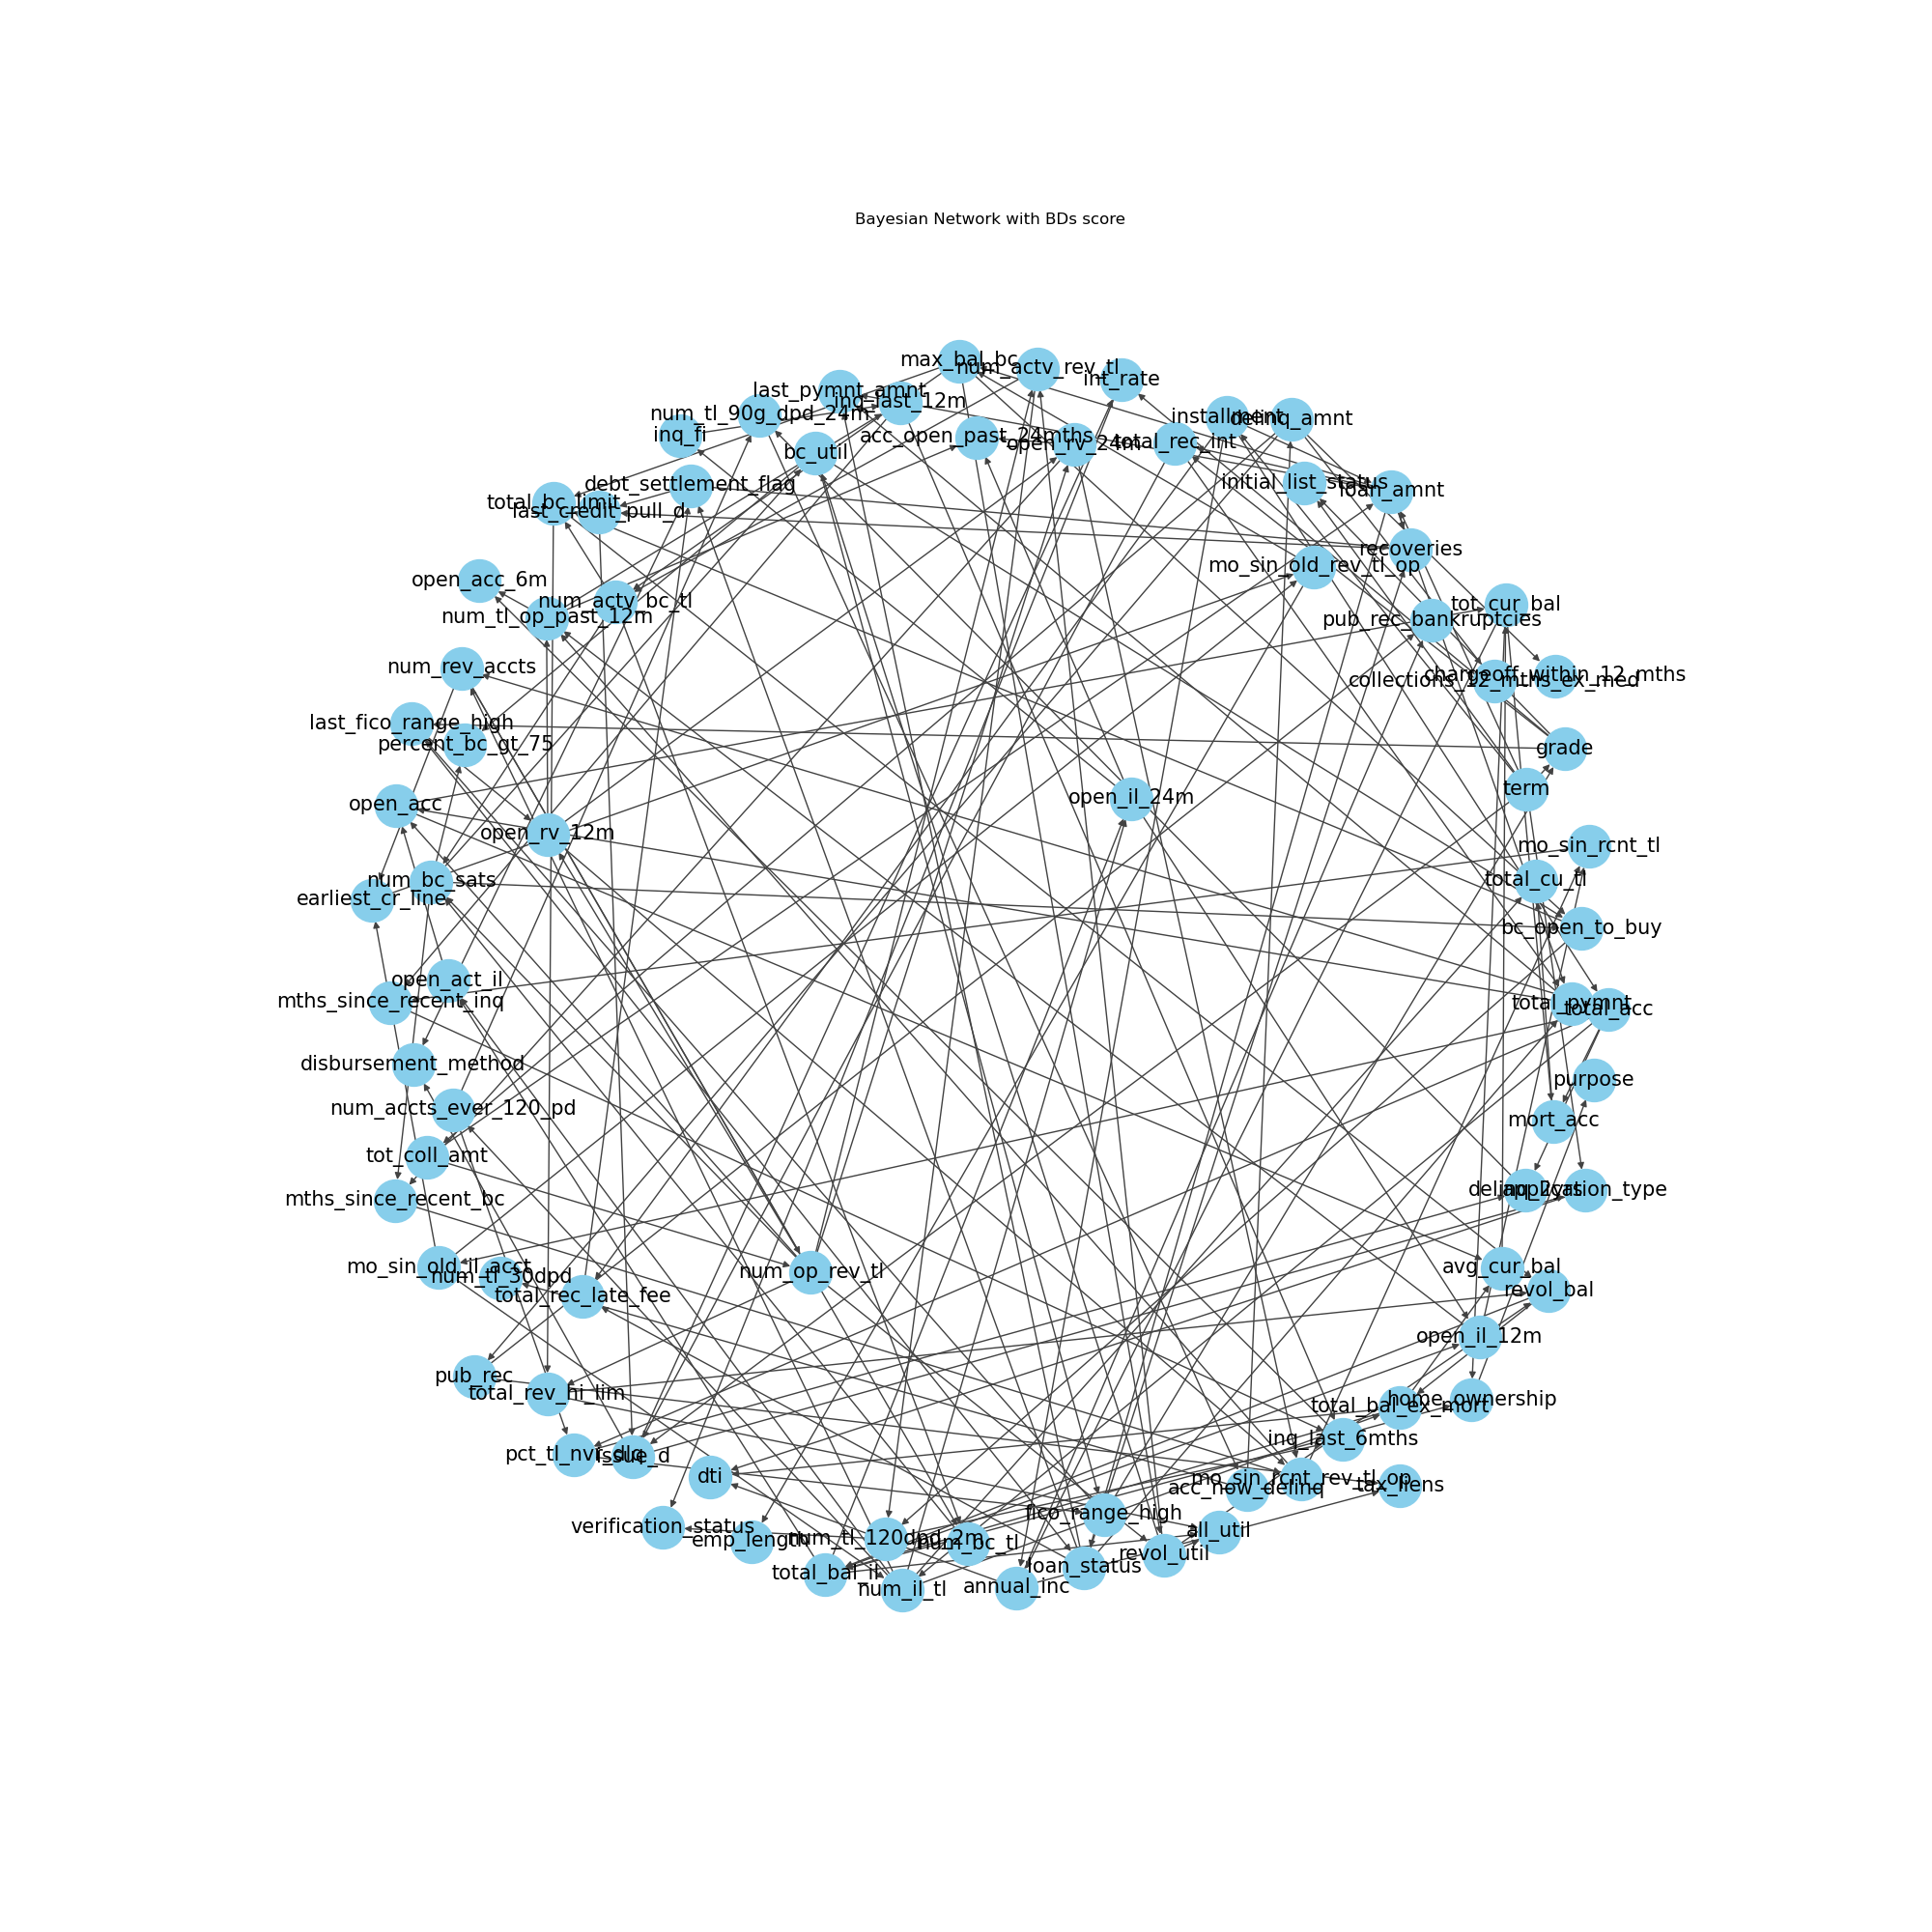 Bayesian Network with BDs score
max_bal_bc
num_actv_rev_tl
int_rate
last_pymnt_amnt
inq_last_12m
num_tl_90g_dpd_24m
installment
delinq_amnt
inq_fi
acc_open_past_24mths
open_rv_24m
total_rec_int
bc_util
debt_settlement_flag
initial_list_status
loan_amnt
total_bc_limit
last_credit_pull_d
recoveries
mo_sin_old_rev_tl_op
open_acc_6m
num_actv_bc_tl
num_tl_op_past_12m
tot_cur_bal
pub_rec_bankruptcies
num_rev_accts
chargeoff_within_12_mths
collections_12_mths_ex_med
last_fico_range_high
percent_bc_gt_75
grade
term
open_acc
open_il_24m
open_rv_12m
mo_sin_rcnt_tl
num_bc_sats
total_cu_tl
earliest_cr_line
bc_open_to_buy
open_act_il
mths_since_recent_inq
total_pymnt
total_acc
disbursement_method
purpose
num_accts_ever_120_pd
mort_acc
tot_coll_amt
mths_since_recent_bc
delinq_2yrs
application_type
mo_sin_old_il_acct
num_tl_30dpd
num_op_rev_tl
avg_cur_bal
total_rec_late_fee
revol_bal
open_il_12m
pub_rec
total_rev_hi_lim
total_bal_ex_mort
home_ownership
inq_last_6mths
pct_tl_nvr_dlq
issue_d
dti
mo_sin_rcnt_rev_tl_op
acc_now_delinq
tax_liens
fico_range_high
verification_status
emp_length
num_tl_120dpd_2m
num_bc_tl
all_util
revol_util
total_bal_il
num_il_tl
annual_inc
loan_status